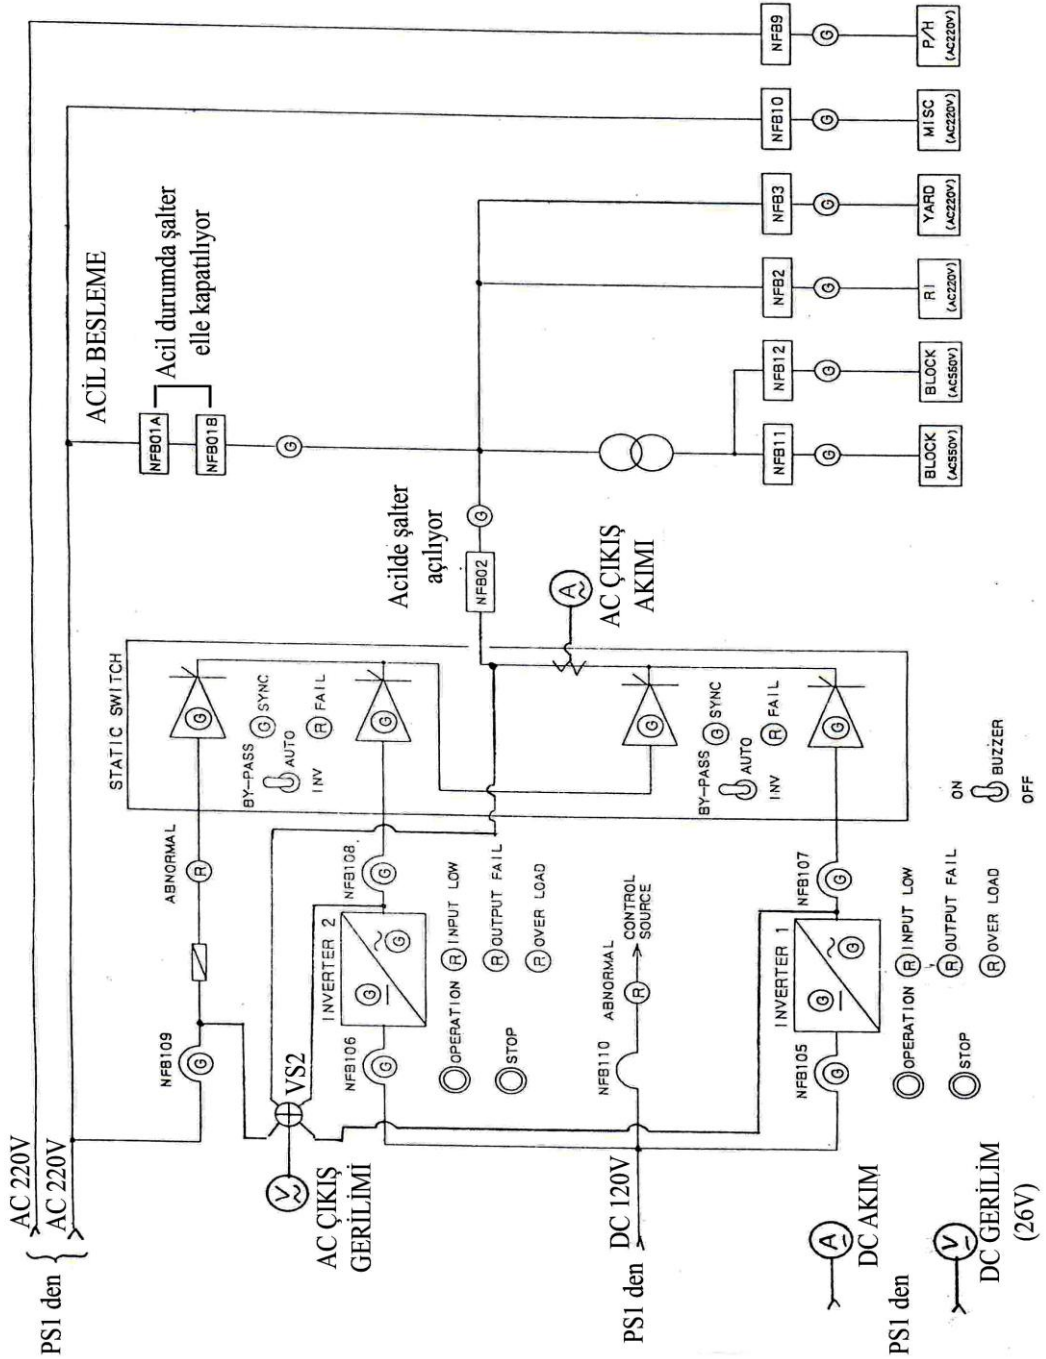 PS1 den
AC 220V
AC 220V
NFB109
ABNORMAL
STATIC SWITCH
ACİL BESLEME
NFB01A
NFB01B
Acil durumda şalter
elle kapatılıyor
G
R
G
BY-PASS
AUTO
INV
G SYNC
R FAIL
G
G
V
AC ÇIKIŞ
GERİLİMİ
VS2
NFB106
G
INVERTER 2
G
G
NFB108
G
OPERATION
STOP
R INPUT LOW
R OUTPUT FAIL
R OVER LOAD
Acilde şalter
açılıyor
NFB02
G
A
AC ÇIKIŞ
AKIMI
PS1 den
DC 120V
NFB110
ABNORMAL
R
CONTROL
SOURCE
G
BY-PASS
AUTO
INV
G SYNC
R FAIL
G
NFB105
G
INVERTER 1
G
G
NFB107
G
OPERATION
STOP
R INPUT LOW
R OUTPUT FAIL
R OVER LOAD
ON
BUZZER
OFF
A
DC AKIM
PS1 den
V
DC GERİLİM
(26V)
NFB11
G
BLOCK
(AC550V)
NFB12
G
BLOCK
(AC550V)
NFB2
G
RI
(AC220V)
NFB3
G
YARD
(AC220V)
NFB10
G
MISC
(AC220V)
NFB9
G
P/H
(AC220V)